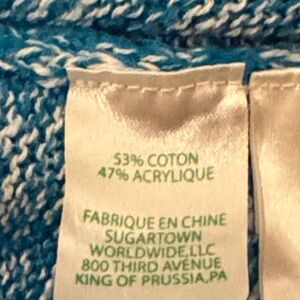 53% COTON
47% ACRYLIQUE
FABRIQUE EN CHINE
SUGARTOWN
WORLDWIDE,LLC
800 THIRD AVENUE
KING OF PRUSSIA,PA